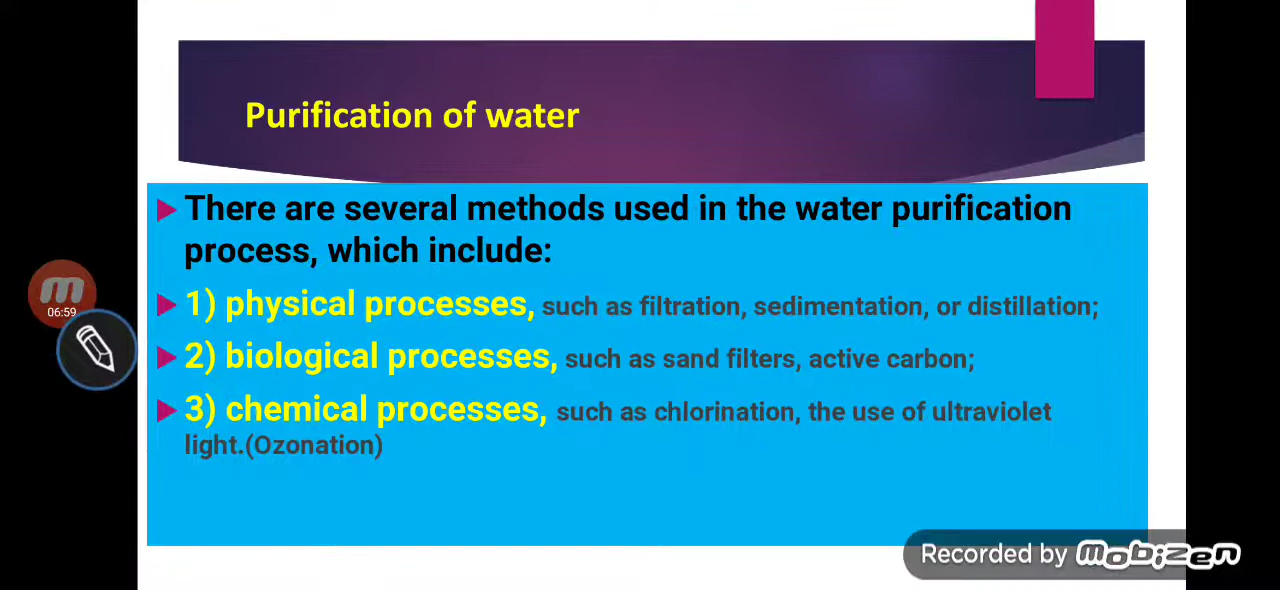 Purification of water
There are several methods used in the water purification
process, which include:
1) physical processes, such as filtration, sedimentation, or distillation;
2) biological processes, such as sand filters, active carbon;
3) chemical processes, such as chlorination, the use of ultraviolet
light.(Ozonation)
06:59
Recorded by mobizen